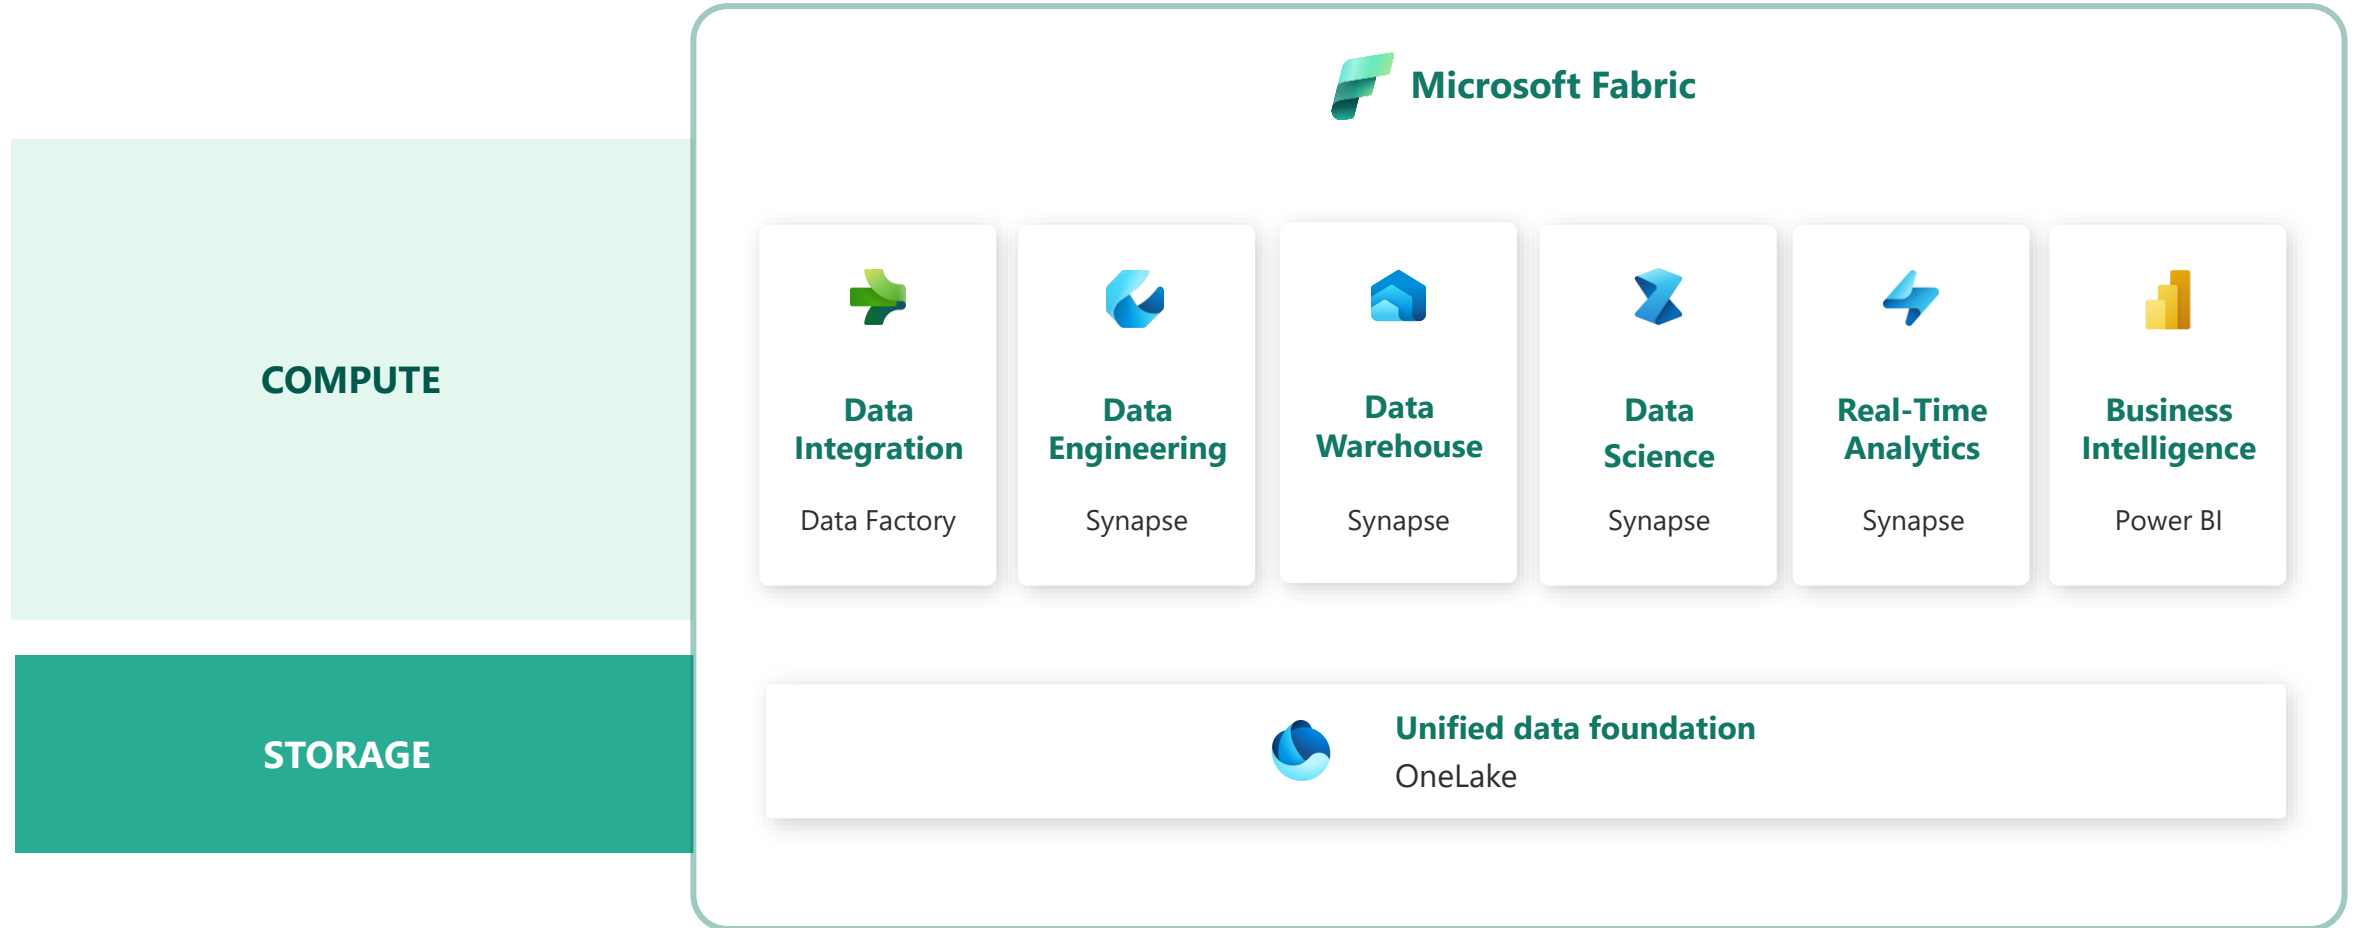 Microsoft Fabric
COMPUTE
Data
Integration
Data Factory
Data
Engineering
Synapse
Data
Warehouse
Synapse
Data
Science
Synapse
Real-Time
Analytics
Synapse
Business
Intelligence
Power BI
STORAGE
Unified data foundation
OneLake